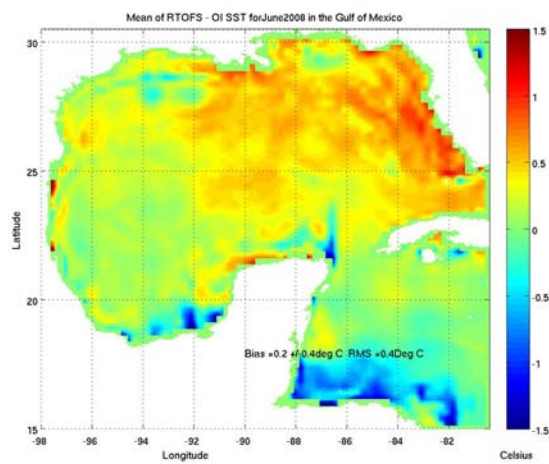 Mean of RTOFS - OI SST forJune2008 in the Gulf of Mexico
30
25
20
15
Latitude
Bias =0.2 +/-0.4deg C RMS =0.4Deg C
-98 -96 -94 -92 -90 -88 -86 -84 -82
Longitude
1.5
1
0.5
0
-0.5
-1
-1.5
Celsius